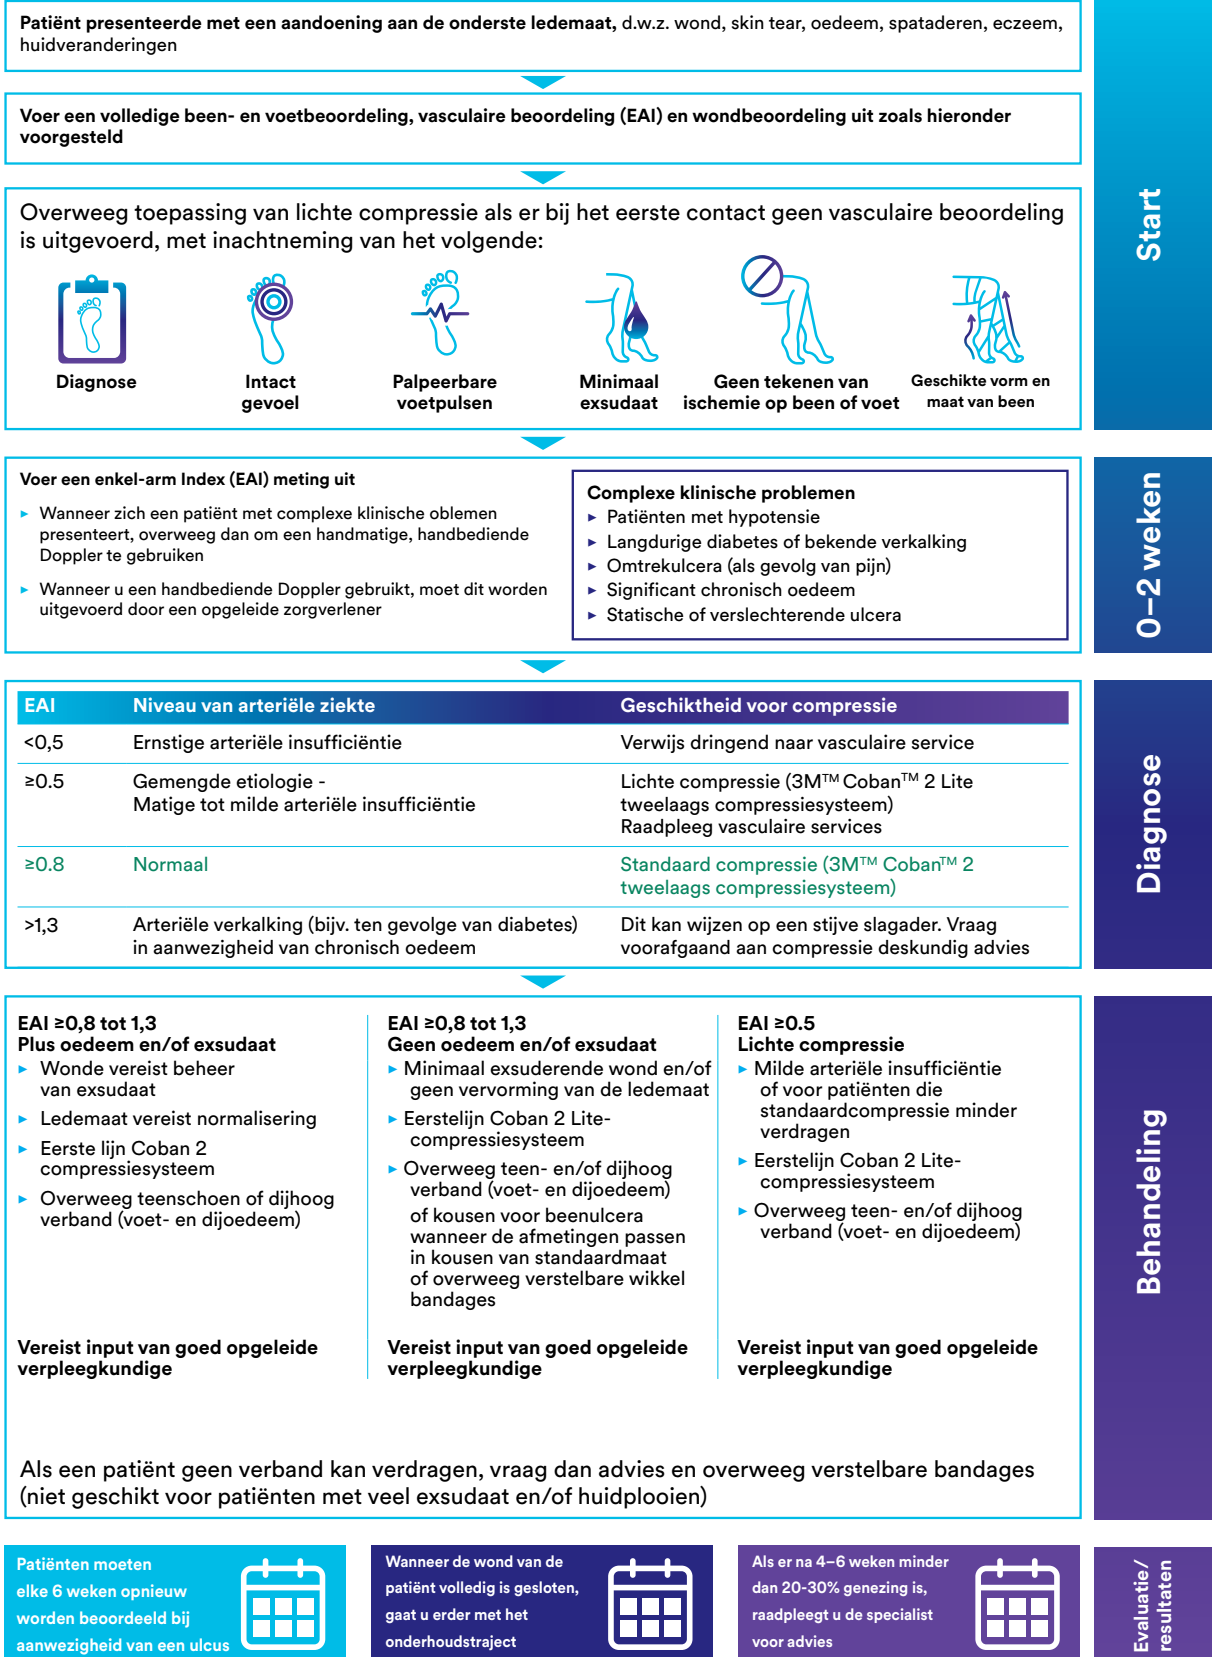 Patiënt presenteerde met een aandoening aan de onderste ledemaat, d.w.z. wond, skin tear, oedeem, spataderen, eczeem,
huidveranderingen
Voer een volledige been- en voetbeoordeling, vasculaire beoordeling (EAI) en wondbeoordeling uit zoals hieronder
voorgesteld
Overweeg toepassing van lichte compressie als er bij het eerste contact geen vasculaire beoordeling
is uitgevoerd, met inachtneming van het volgende:
Diagnose
Intact
gevoel
Palpeerbare
voetpulsen
Minimaal
exsudaat
Geen tekenen van
ischemie op been of voet
Geschikte vorm en
maat van been
Start
Voer een enkel-arm Index (EAI) meting uit
► Wanneer zich een patiënt met complexe klinische oblemen
presenteert, overweeg dan om een handmatige, handbediende
Doppler te gebruiken
► Wanneer u een handbediende Doppler gebruikt, moet dit worden
uitgevoerd door een opgeleide zorgverlener
Complexe klinische problemen
► Patiënten met hypotensie
► Langdurige diabetes of bekende verkalking
► Omtrekulcera (als gevolg van pijn)
► Significant chronisch oedeem
► Statische of verslechterende ulcera
0–2 weken
EAI Niveau van arteriële ziekte Geschiktheid voor compressie
<0,5 Ernstige arteriële insufficiëntie Verwijs dringend naar vasculaire service
≥0.5 Gemengde etiologie - Lichte compressie (3M™ Coban™ 2 Lite
Matige tot milde arteriële insufficiëntie tweelaags compressiesysteem)
Raadpleeg vasculaire services
≥0.8 Normaal Standaard compressie (3M™ Coban™ 2
tweelaags compressiesysteem)
>1,3 Arteriële verkalking (bijv. ten gevolge van diabetes) Dit kan wijzen op een stijve slagader. Vraag
in aanwezigheid van chronisch oedeem voorafgaand aan compressie deskundig advies
Diagnose
EAI ≥0,8 tot 1,3
Plus oedeem en/of exsudaat
► Wonde vereist beheer
van exsudaat
► Ledemaat vereist normalisering
► Eerste lijn Coban 2
compressiesysteem
► Overweeg teenschoen of dijhoog
verband (voet- en dijoedeem)
Vereist input van goed opgeleide
verpleegkundige
EAI ≥0,8 tot 1,3
Geen oedeem en/of exsudaat
► Minimaal exsuderende wond en/of
geen vervorming van de ledemaat
► Eerstelijn Coban 2 Lite-
compressiesysteem
► Overweeg teen- en/of dijhoog
verband (voet- en dijoedeem)
of kousen voor beenulcera
wanneer de afmetingen passen
in kousen van standaardmaat
of overweeg verstelbare wikkel
bandages
Vereist input van goed opgeleide
verpleegkundige
EAI ≥0.5
Lichte compressie
► Milde arteriële insufficiëntie
of voor patiënten die
standaardcompressie minder
verdragen
► Eerstelijn Coban 2 Lite-
compressiesysteem
► Overweeg teen- en/of dijhoog
verband (voet- en dijoedeem)
Vereist input van goed opgeleide
verpleegkundige
Als een patiënt geen verband kan verdragen, vraag dan advies en overweeg verstelbare bandages
(niet geschikt voor patiënten met veel exsudaat en/of huidplooien)
Behandeling
Patiënten moeten
elke 6 weken opnieuw
worden beoordeeld bij
aanwezigheid van een ulcus
Wanneer de wond van de
patiënt volledig is gesloten,
gaat u erder met het
onderhoudstraject
Als er na 4–6 weken minder
dan 20-30% genezing is,
raadpleegt u de specialist
voor advies
Evaluatie/
resultaten